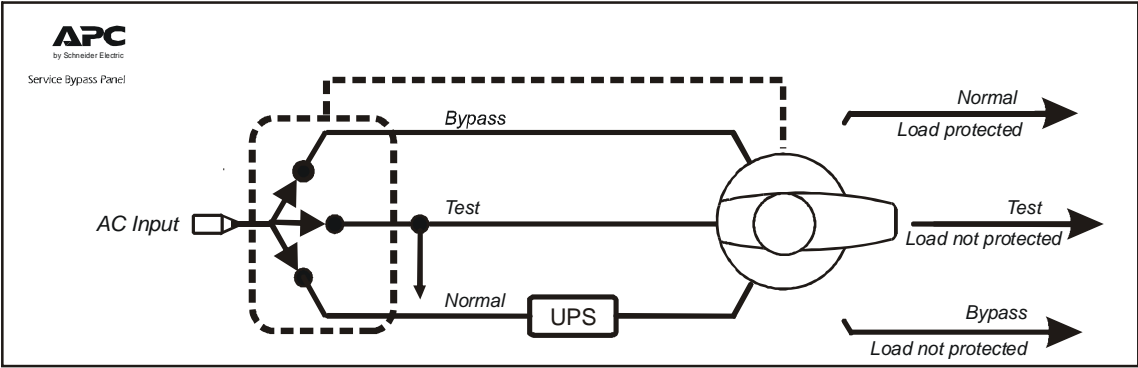 APC
by Schneider Electric
Service Bypass Panel
Bypass
Normal
Load protected
AC Input
Test
Test
Load not protected
Normal
UPS
Bypass
Load not protected